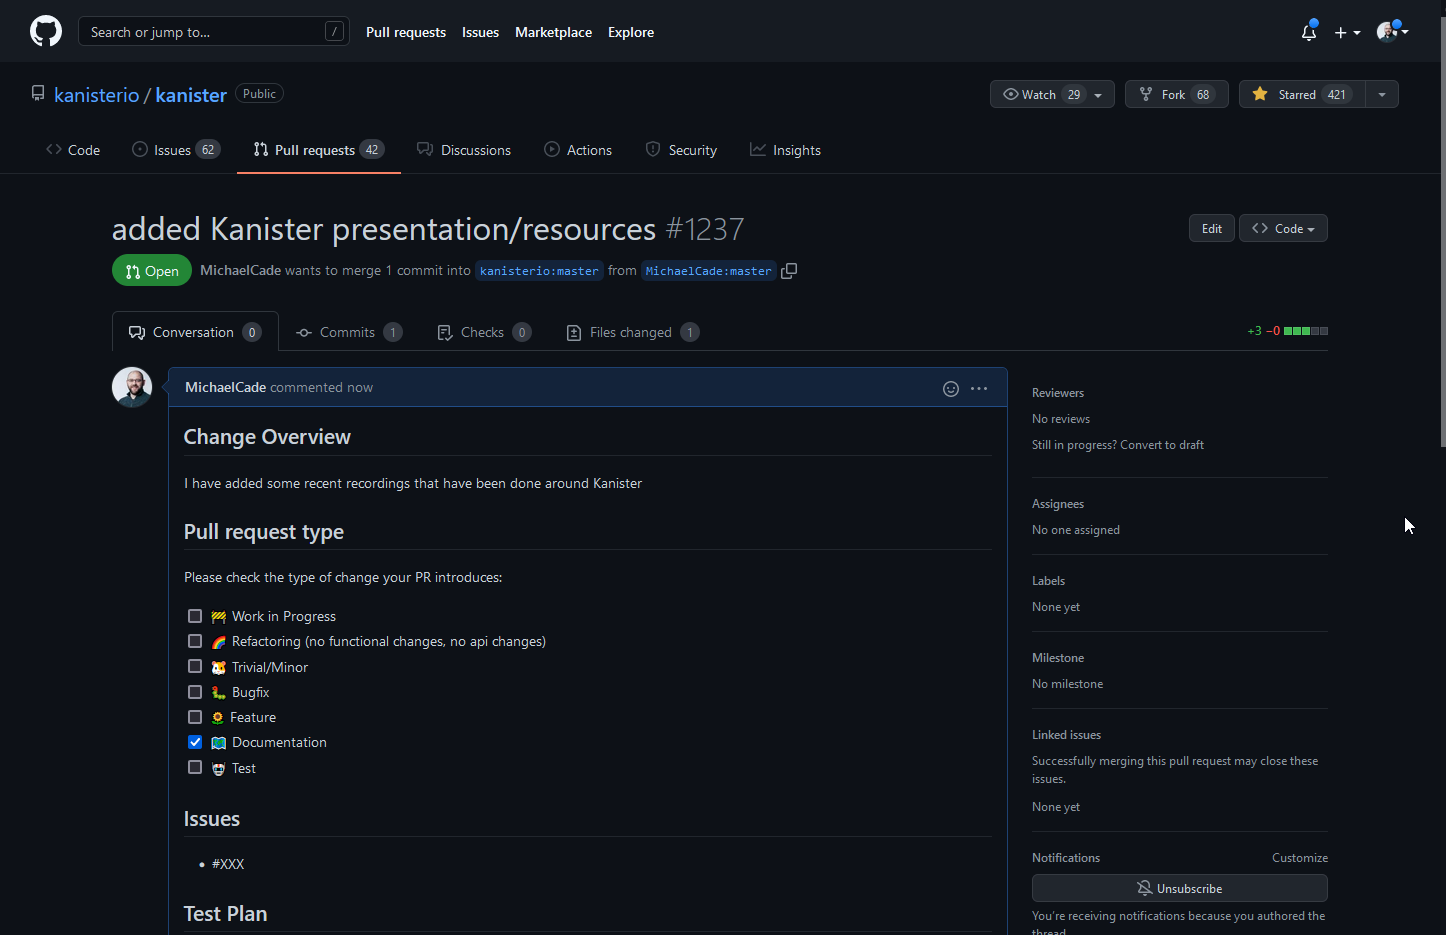 Search or jump to... /
Pull requests Issues Marketplace Explore
kanisterio / kanister Public
Watch 29 Fork 68 Starred 421
Code Issues 62 Pull requests 42 Discussions Actions Security Insights
added Kanister presentation/resources #1237
Edit Code
Open MichaelCade wants to merge 1 commit into kanisterio:master from MichaelCade:master
Conversation 0 Commits 1 Checks 0 Files changed 1
+3 −0
MichaelCade commented now
Change Overview
I have added some recent recordings that have been done around Kanister
Pull request type
Please check the type of change your PR introduces:
Work in Progress
Refactoring (no functional changes, no api changes)
Trivial/Minor
Bugfix
Feature
Documentation
Test
Issues
• #XXX
Test Plan
Reviewers
No reviews
Still in progress? Convert to draft
Assignees
No one assigned
Labels
None yet
Milestone
No milestone
Linked issues
Successfully merging this pull request may close these
issues.
None yet
Notifications Customize
Unsubscribe
You're receiving notifications because you authored the
thread.